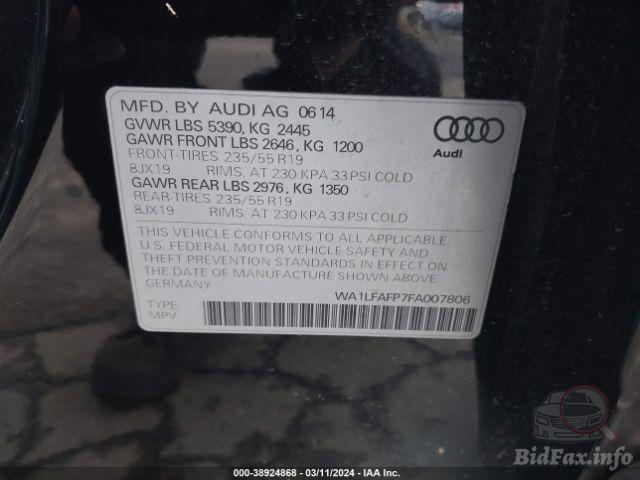 MFD. BY AUDI AG 0614
GVWR LBS 5390, KG 2445
GAWR FRONT LBS 2646, KG 1200
FRONT-TIRES 235/55 R19
8JX19 RIMS, AT 230 KPA 33 PSI COLD
GAWR REAR LBS 2976, KG 1350
REAR-TIRES 235/55 R19
8JX19 RIMS, AT 230 KPA 33 PSI COLD
Audi
THIS VEHICLE CONFORMS TO ALL APPLICABLE
U.S. FEDERAL MOTOR VEHICLE SAFETY AND
THEFT PREVENTION STANDARDS IN EFFECT ON
THE DATE OF MANUFACTURE SHOWN ABOVE
GERMANY
WA1LFAFP7FA007806
TYPE:
MPV
000-38924868 - 03/11/2024 - IAA Inc.
BidFax.info